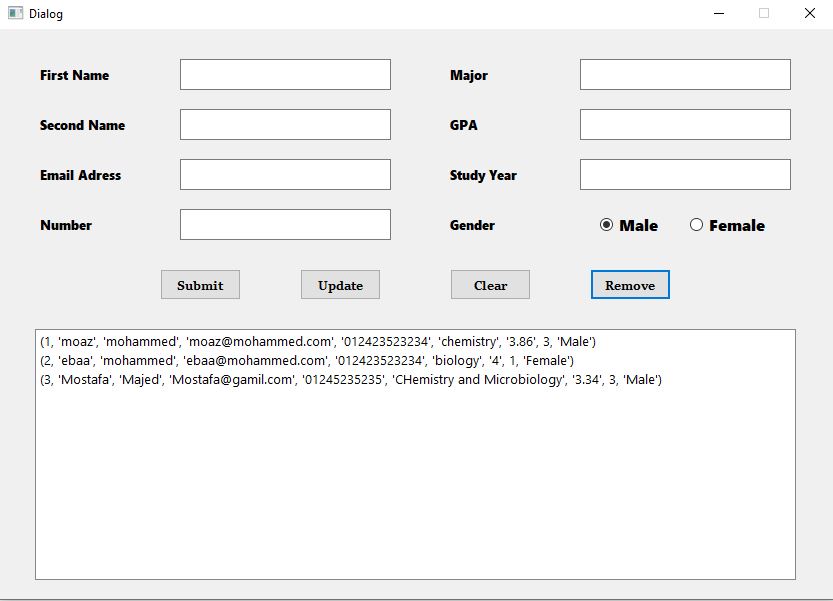 Dialog
First Name Major
Second Name GPA
Email Adress Study Year
Number Gender Male Female
Submit Update Clear Remove
(1, 'moaz', 'mohammed', 'moaz@mohammed.com', '012423523234', 'chemistry', '3.86', 3, 'Male')
(2, 'ebaa', 'mohammed', 'ebaa@mohammed.com', '012423523234', 'biology', '4', 1, 'Female')
(3, 'Mostafa', 'Majed', 'Mostafa@gamil.com', '01245235235', 'CHemistry and Microbiology', '3.34', 3, 'Male')